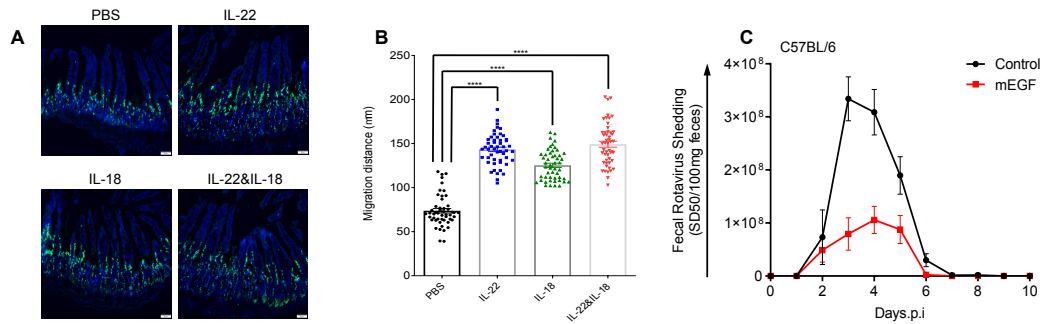 A
PBS
IL-22
IL-18
IL-22&IL-18
B
Migration distance (nm)
250
200
150
100
50
0
****
****
****
PBS
IL-22
IL-18
IL-22&IL-18
C
C57BL/6
Control
mEGF
Fecal Rotavirus Shedding
(SD50/100mg feces)
4×10⁸
3×10⁸
2×10⁸
1×10⁸
0
0 2 4 6 8 10
Days.p.i